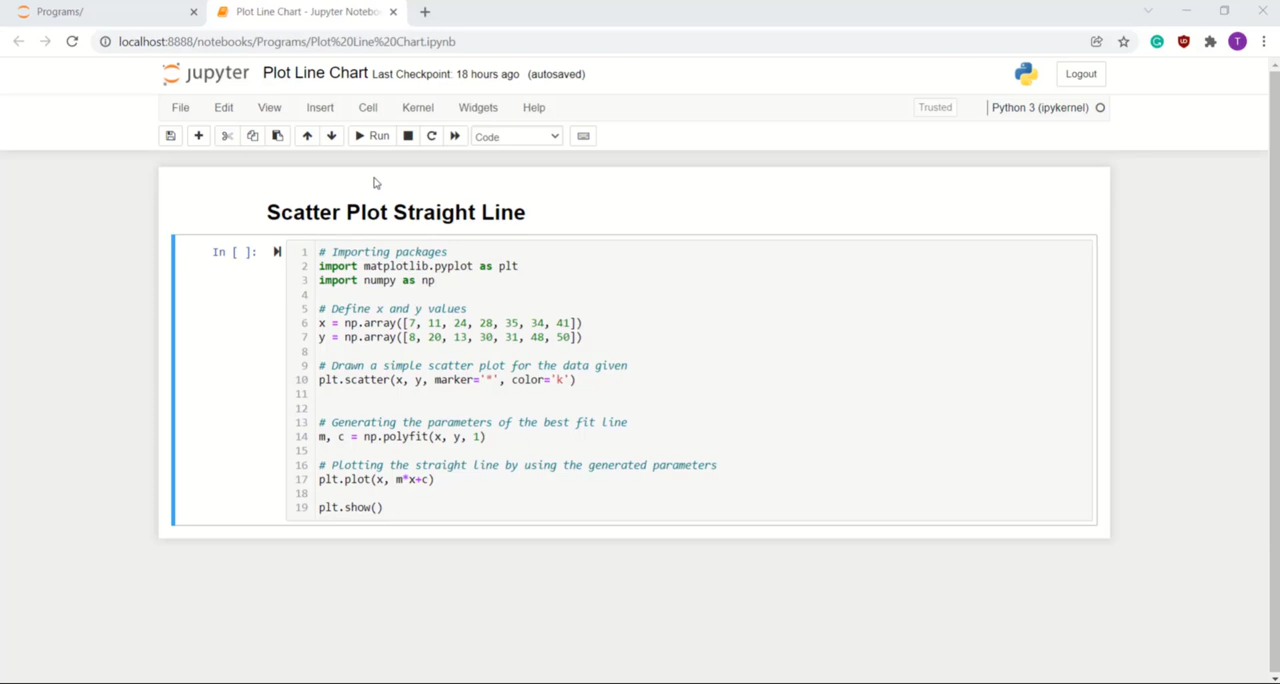 Programs/
Plot Line Chart - Jupyter Notebo
localhost:8888/notebooks/Programs/Plot%20Line%20Chart.ipynb
T
jupyter Plot Line Chart Last Checkpoint: 18 hours ago (autosaved)
Logout
File Edit View Insert Cell Kernel Widgets Help
Trusted
Python 3 (ipykernel)
Run
Code
Scatter Plot Straight Line
In [ ]:
1 # Importing packages
2 import matplotlib.pyplot as plt
3 import numpy as np
4
5 # Define x and y values
6 x = np.array([7, 11, 24, 28, 35, 34, 41])
7 y = np.array([8, 20, 13, 30, 31, 48, 50])
8
9 # Drawn a simple scatter plot for the data given
10 plt.scatter(x, y, marker='*', color='k')
11
12
13 # Generating the parameters of the best fit line
14 m, c = np.polyfit(x, y, 1)
15
16 # Plotting the straight line by using the generated parameters
17 plt.plot(x, m*x+c)
18
19 plt.show()